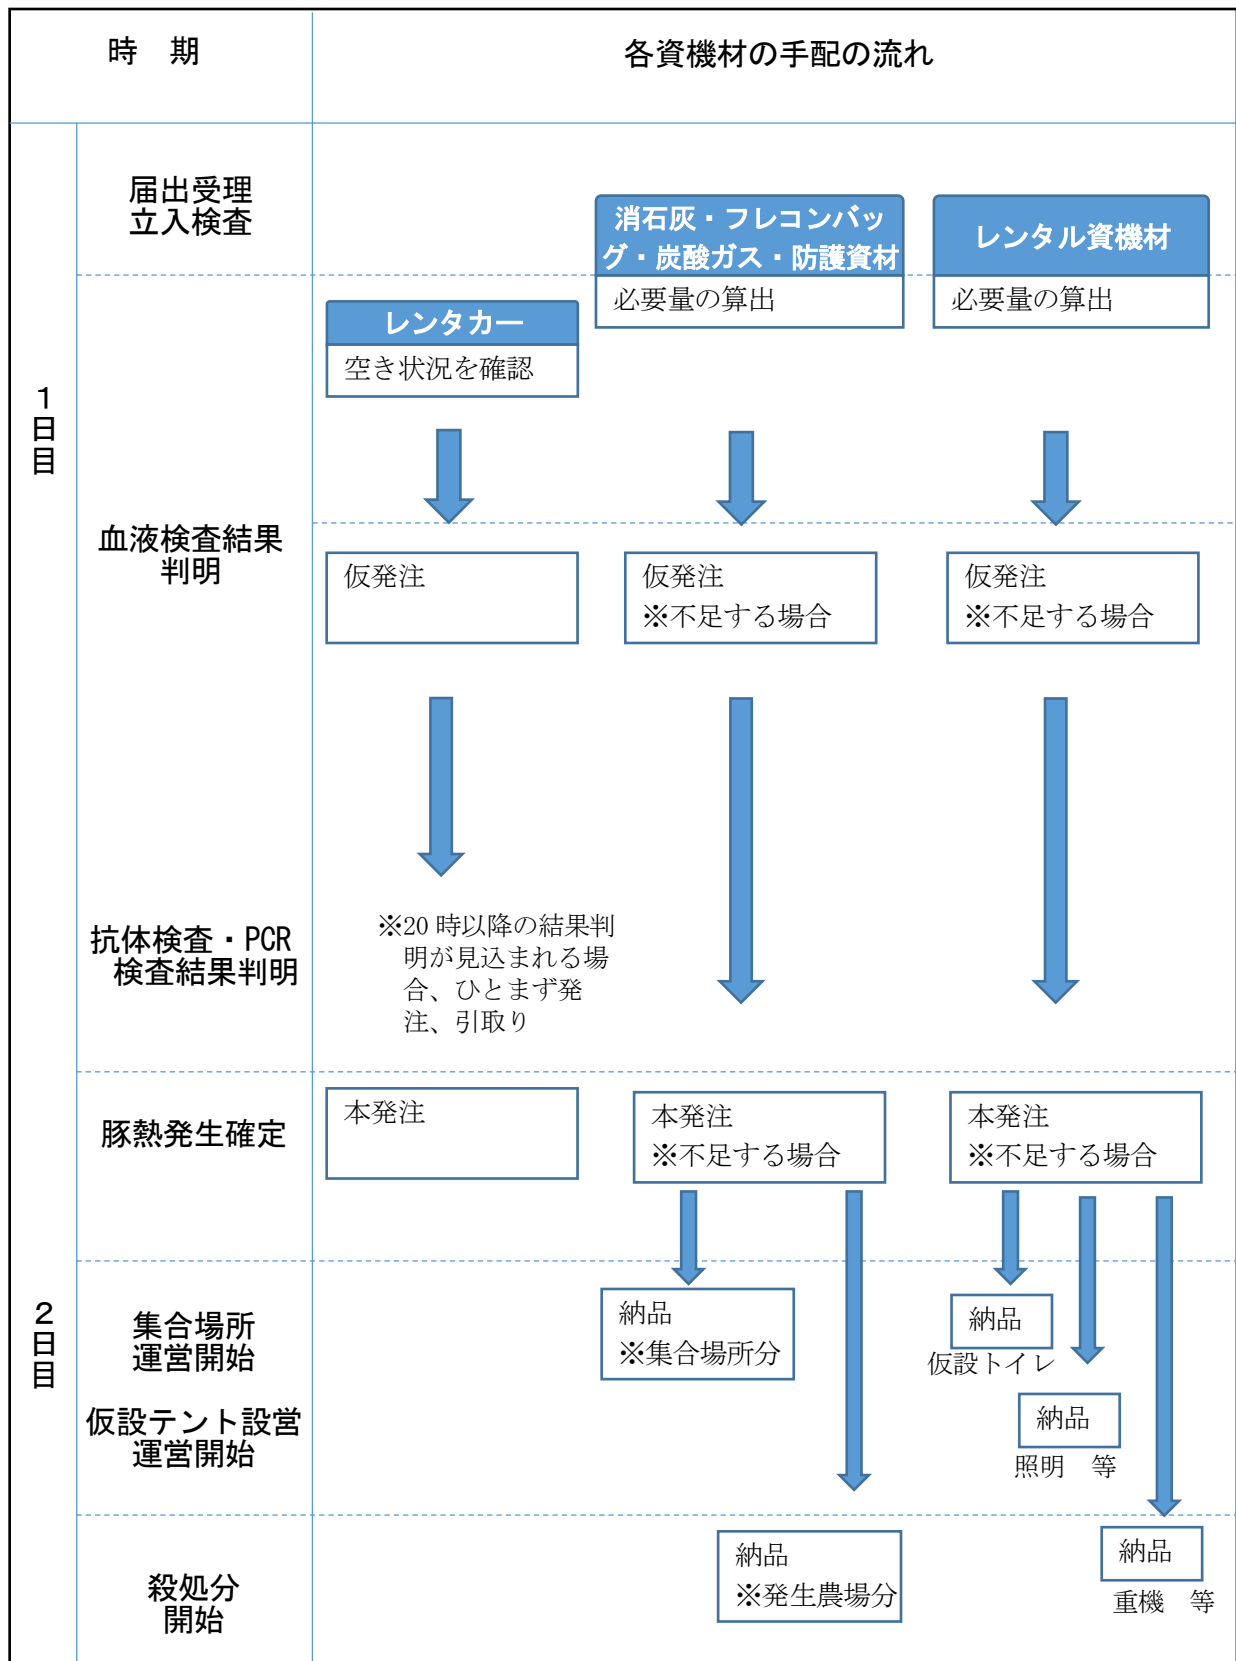 時　期
各資機材の手配の流れ
1
日
目
届出受理
立入検査
消石灰・フレコンバッ
グ・炭酸ガス・防護資材
レンタル資機材
必要量の算出
必要量の算出
レンタカー
空き状況を確認
血液検査結果
判明
仮発注
仮発注
※不足する場合
仮発注
※不足する場合
抗体検査・PCR
検査結果判明
※20 時以降の結果判
明が見込まれる場
合、ひとまず発
注、引取り
豚熱発生確定
本発注
本発注
※不足する場合
本発注
※不足する場合
2
日
目
集合場所
運営開始
納品
※集合場所分
納品
仮設トイレ
仮設テント設営
運営開始
納品
照明　等
殺処分
開始
納品
※発生農場分
納品
重機　等